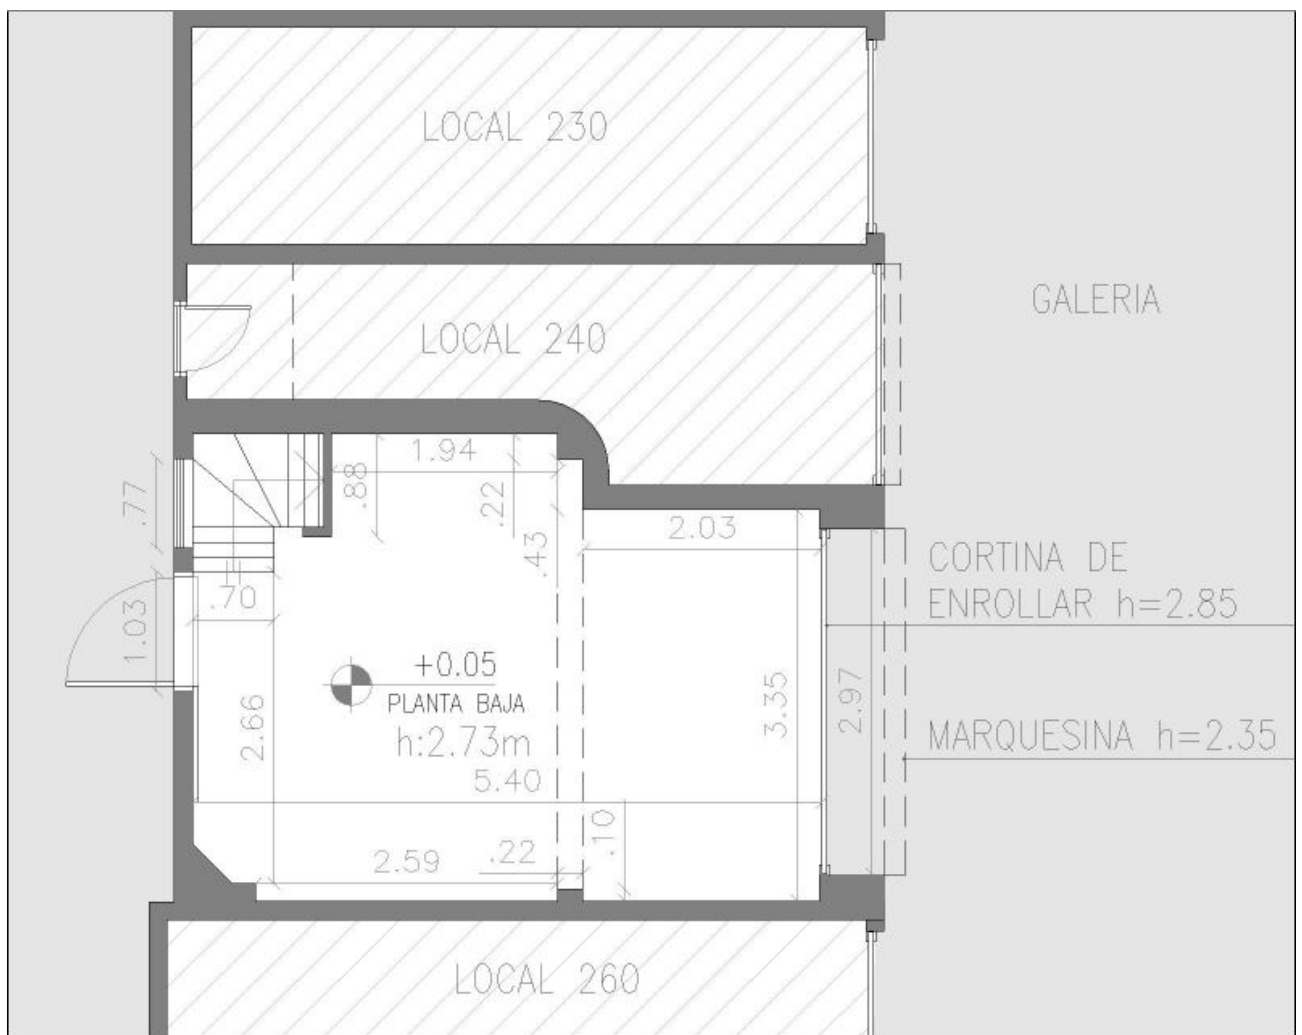 LOCAL 230
GALERIA
LOCAL 240
1.94
.88
.77
.22
2.03
.43
CORTINA DE
ENROLLAR h=2.85
.70
1.03
+0.05
PLANTA BAJA
h:2.73m
2.66
3.35
2.97
MARQUESINA h=2.35
5.40
.10
2.59
.22
LOCAL 260